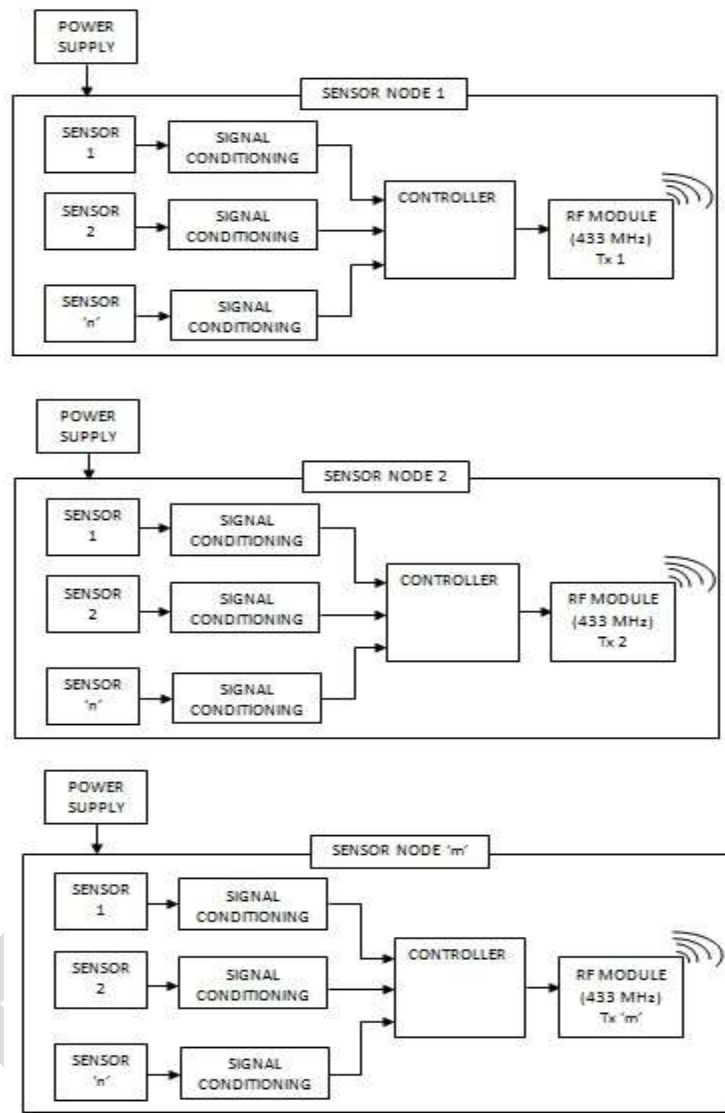 POWER
SUPPLY
SENSOR NODE 1
SENSOR
1
SIGNAL
CONDITIONING
SENSOR
2
SIGNAL
CONDITIONING
SENSOR
'n'
SIGNAL
CONDITIONING
CONTROLLER
RF MODULE
(433 MHz)
Tx 1
POWER
SUPPLY
SENSOR NODE 2
SENSOR
1
SIGNAL
CONDITIONING
SENSOR
2
SIGNAL
CONDITIONING
SENSOR
'n'
SIGNAL
CONDITIONING
CONTROLLER
RF MODULE
(433 MHz)
Tx 2
POWER
SUPPLY
SENSOR NODE 'm'
SENSOR
1
SIGNAL
CONDITIONING
SENSOR
2
SIGNAL
CONDITIONING
SENSOR
'n'
SIGNAL
CONDITIONING
CONTROLLER
RF MODULE
(433 MHz)
Tx 'm'